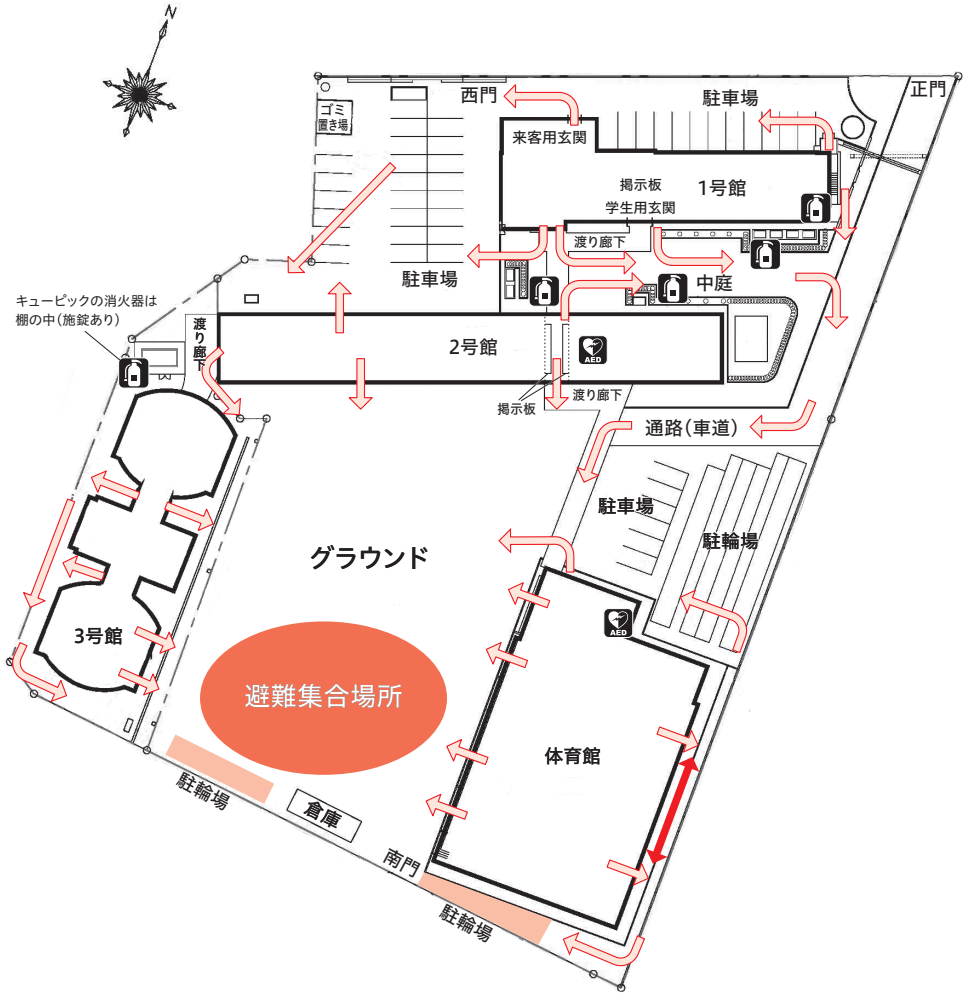 N
正門
西門
駐車場
ゴミ
置き場
来客用玄関
掲示板
1号館
学生用玄関
渡り廊下
駐車場
中庭
キュービックの消火器は
棚の中(施錠あり)
渡り廊下
2号館
AED
掲示板
渡り廊下
通路(車道)
駐車場
駐輪場
グラウンド
AED
3号館
避難集合場所
体育館
駐輪場
倉庫
南門
駐輪場